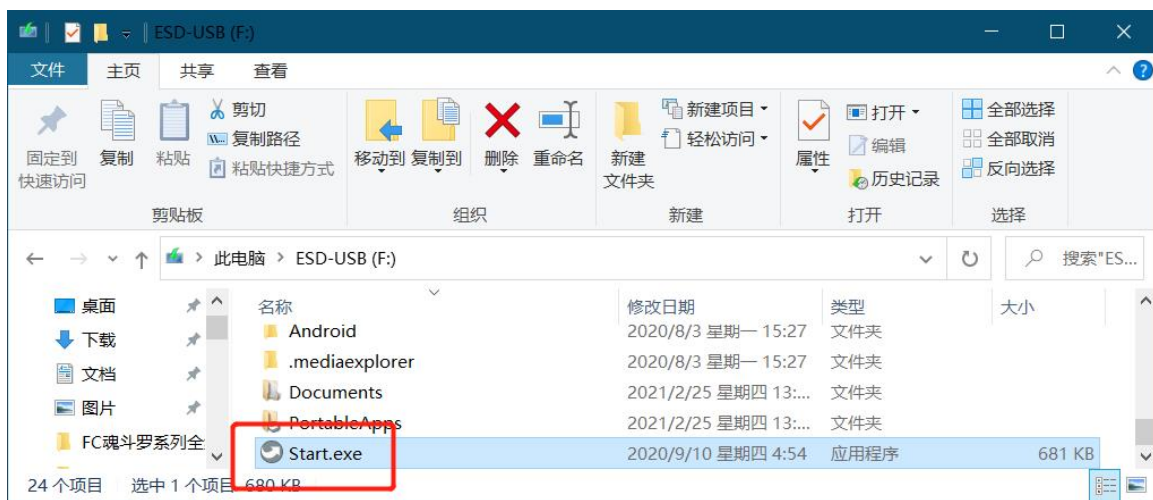 ESD-USB (F:)
文件 主页 共享 查看
固定到
快速访问
复制
粘贴
剪切
复制路径
粘贴快捷方式
剪贴板
移动到 复制到 删除 重命名
组织
新建
文件夹
新建项目
轻松访问
新建
属性
打开
编辑
历史记录
打开
全部选择
全部取消
反向选择
选择
此电脑 > ESD-USB (F:)
搜索"ES...
桌面
下载
文档
图片
FC魂斗罗系列全
名称 修改日期 类型 大小
Android 2020/8/3 星期一 15:27 文件夹
.mediaexplorer 2020/8/3 星期一 15:27 文件夹
Documents 2021/2/25 星期四 13:... 文件夹
PortableApps 2021/2/25 星期四 13:... 文件夹
Start.exe 2020/9/10 星期四 4:54 应用程序 681 KB
24 个项目 选中 1 个项目 680 KB